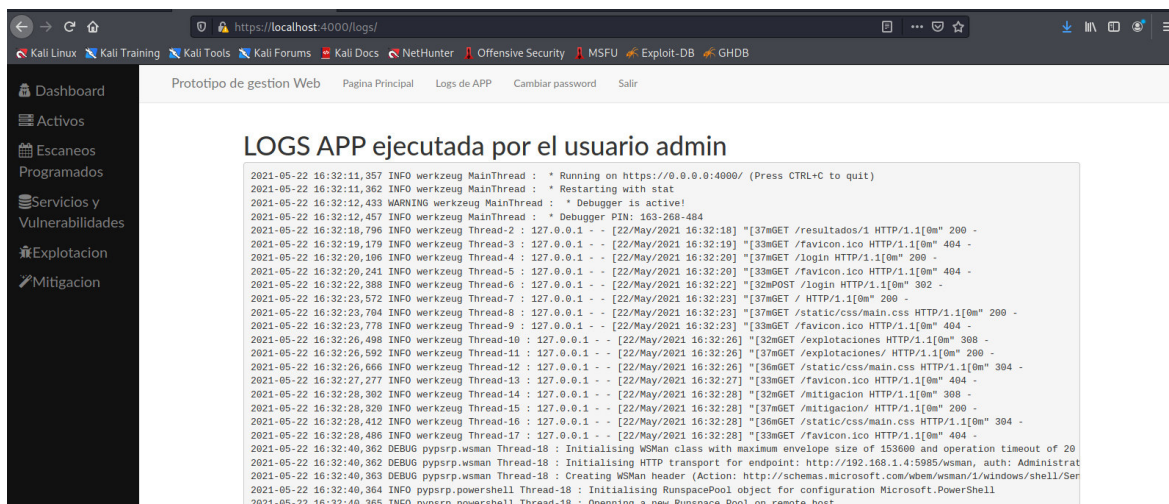 https://localhost:4000/logs/
Kali Linux Kali Training Kali Tools Kali Forums Kali Docs NetHunter Offensive Security MSFU Exploit-DB GHDB
Dashboard
Activos
Escaneos
Programados
Servicios y
Vulnerabilidades
Explotacion
Mitigacion
Prototipo de gestion Web Pagina Principal Logs de APP Cambiar password Salir
LOGS APP ejecutada por el usuario admin
2021-05-22 16:32:11,357 INFO werkzeug MainThread :  * Running on https://0.0.0.0:4000/ (Press CTRL+C to quit)
2021-05-22 16:32:11,362 INFO werkzeug MainThread :  * Restarting with stat
2021-05-22 16:32:12,433 WARNING werkzeug MainThread :  * Debugger is active!
2021-05-22 16:32:12,457 INFO werkzeug MainThread :  * Debugger PIN: 163-268-484
2021-05-22 16:32:18,796 INFO werkzeug Thread-2 : 127.0.0.1 - - [22/May/2021 16:32:18] "[37mGET /resultados/1 HTTP/1.1[0m" 200 -
2021-05-22 16:32:19,179 INFO werkzeug Thread-3 : 127.0.0.1 - - [22/May/2021 16:32:19] "[33mGET /favicon.ico HTTP/1.1[0m" 404 -
2021-05-22 16:32:20,106 INFO werkzeug Thread-4 : 127.0.0.1 - - [22/May/2021 16:32:20] "[37mGET /login HTTP/1.1[0m" 200 -
2021-05-22 16:32:20,241 INFO werkzeug Thread-5 : 127.0.0.1 - - [22/May/2021 16:32:20] "[33mGET /favicon.ico HTTP/1.1[0m" 404 -
2021-05-22 16:32:22,388 INFO werkzeug Thread-6 : 127.0.0.1 - - [22/May/2021 16:32:22] "[32mPOST /login HTTP/1.1[0m" 302 -
2021-05-22 16:32:23,572 INFO werkzeug Thread-7 : 127.0.0.1 - - [22/May/2021 16:32:23] "[37mGET / HTTP/1.1[0m" 200 -
2021-05-22 16:32:23,704 INFO werkzeug Thread-8 : 127.0.0.1 - - [22/May/2021 16:32:23] "[37mGET /static/css/main.css HTTP/1.1[0m" 200 -
2021-05-22 16:32:23,778 INFO werkzeug Thread-9 : 127.0.0.1 - - [22/May/2021 16:32:23] "[33mGET /favicon.ico HTTP/1.1[0m" 404 -
2021-05-22 16:32:26,498 INFO werkzeug Thread-10 : 127.0.0.1 - - [22/May/2021 16:32:26] "[32mGET /explotaciones HTTP/1.1[0m" 308 -
2021-05-22 16:32:26,592 INFO werkzeug Thread-11 : 127.0.0.1 - - [22/May/2021 16:32:26] "[37mGET /explotaciones/ HTTP/1.1[0m" 200 -
2021-05-22 16:32:26,666 INFO werkzeug Thread-12 : 127.0.0.1 - - [22/May/2021 16:32:26] "[36mGET /static/css/main.css HTTP/1.1[0m" 304 -
2021-05-22 16:32:27,277 INFO werkzeug Thread-13 : 127.0.0.1 - - [22/May/2021 16:32:27] "[33mGET /favicon.ico HTTP/1.1[0m" 404 -
2021-05-22 16:32:28,302 INFO werkzeug Thread-14 : 127.0.0.1 - - [22/May/2021 16:32:28] "[32mGET /mitigacion HTTP/1.1[0m" 308 -
2021-05-22 16:32:28,320 INFO werkzeug Thread-15 : 127.0.0.1 - - [22/May/2021 16:32:28] "[37mGET /mitigacion/ HTTP/1.1[0m" 200 -
2021-05-22 16:32:28,412 INFO werkzeug Thread-16 : 127.0.0.1 - - [22/May/2021 16:32:28] "[36mGET /static/css/main.css HTTP/1.1[0m" 304 -
2021-05-22 16:32:28,486 INFO werkzeug Thread-17 : 127.0.0.1 - - [22/May/2021 16:32:28] "[33mGET /favicon.ico HTTP/1.1[0m" 404 -
2021-05-22 16:32:40,362 DEBUG pypsrp.wsman Thread-18 : Initialising WSMan class with maximum envelope size of 153600 and operation timeout of 20
2021-05-22 16:32:40,362 DEBUG pypsrp.wsman Thread-18 : Initialising HTTP transport for endpoint: http://192.168.1.4:5985/wsman, auth: Administrat
2021-05-22 16:32:40,363 DEBUG pypsrp.wsman Thread-18 : Creating WSMan header (Action: http://schemas.microsoft.com/wbem/wsman/1/windows/shell/Ser
2021-05-22 16:32:40,364 INFO pypsrp.powershell Thread-18 : Initialising RunspacePool object for configuration Microsoft.PowerShell
2021-05-22 16:32:40,365 INFO pypsrp.powershell Thread-18 : Opening a new Runspace Pool on remote host